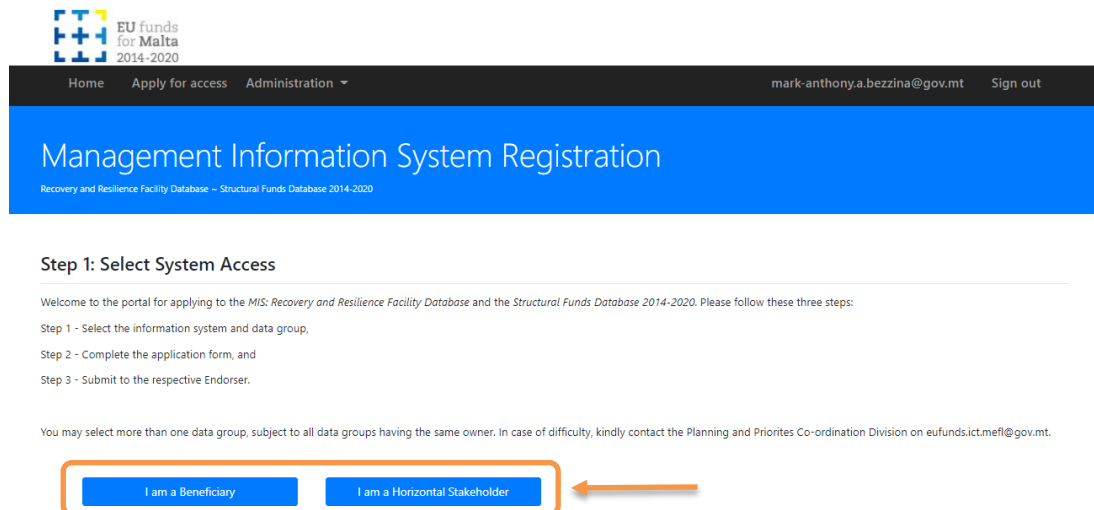 EU funds
for Malta
2014-2020
Home Apply for access Administration mark-anthony.a.bezzina@gov.mt Sign out
Management Information System Registration
Recovery and Resilience Facility Database ~ Structural Funds Database 2014-2020
Step 1: Select System Access
Welcome to the portal for applying to the MIS: Recovery and Resilience Facility Database and the Structural Funds Database 2014-2020. Please follow these three steps:
Step 1 - Select the information system and data group,
Step 2 - Complete the application form, and
Step 3 - Submit to the respective Endorser.
You may select more than one data group, subject to all data groups having the same owner. In case of difficulty, kindly contact the Planning and Priorites Co-ordination Division on eufunds.ict.mefl@gov.mt.
I am a Beneficiary I am a Horizontal Stakeholder